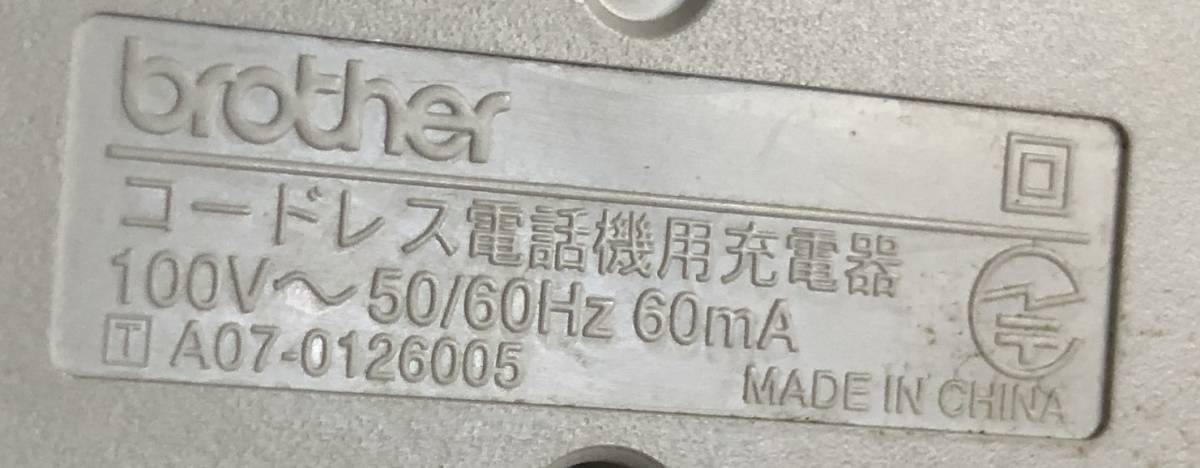 brother
コードレス電話機用充電器
100V～50/60Hz 60mA
T A07-0126005
MADE IN CHINA